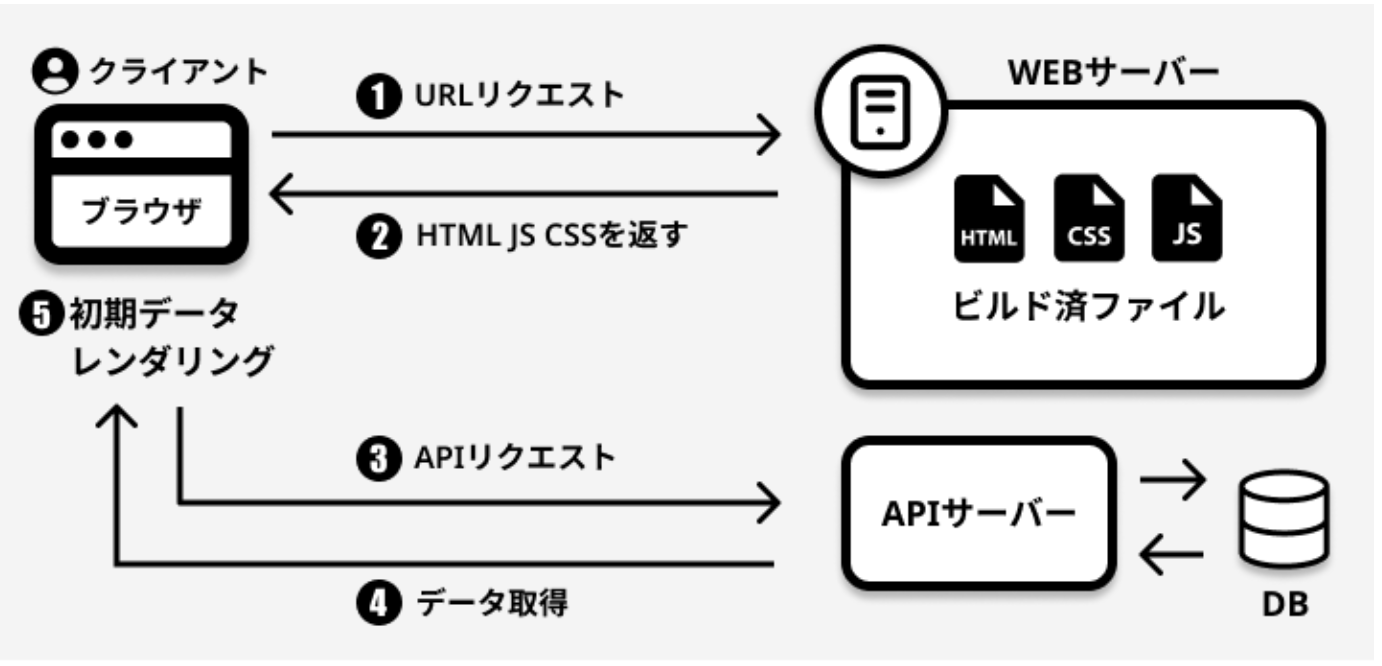 クライアント
ブラウザ
❶ URLリクエスト
❷ HTML JS CSSを返す
WEBサーバー
HTML
CSS
JS
ビルド済ファイル
❺初期データ
レンダリング
❸ APIリクエスト
❹ データ取得
APIサーバー
DB